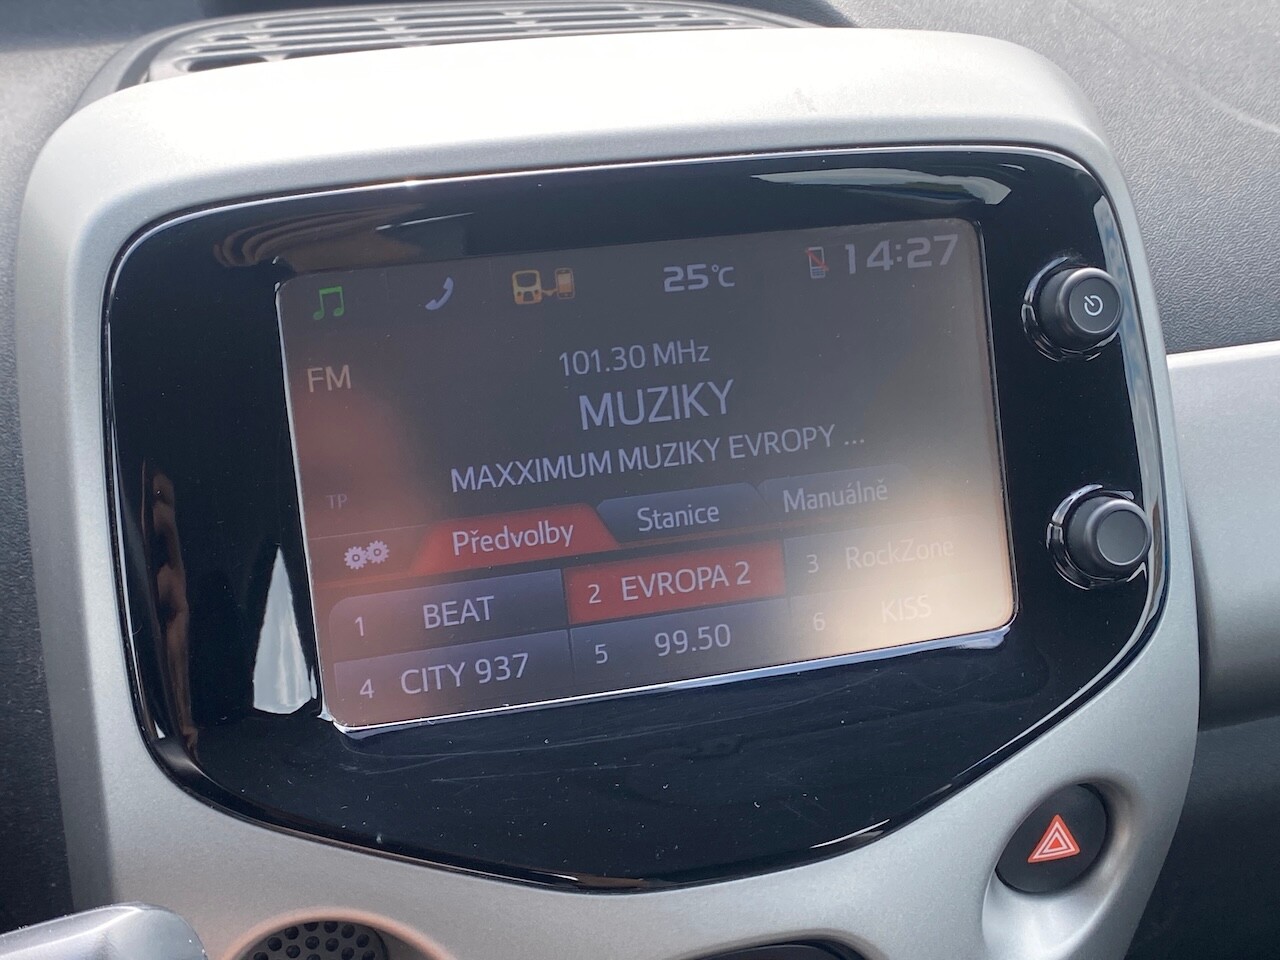 25°C
14:27
FM
101.30 MHz
MUZIKY
MAXXIMUM MUZIKY EVROPY ...
TP
Předvolby
Stanice
Manuálně
1 BEAT
2 EVROPA 2
3 RockZone
4 CITY 937
5 99.50
6 KISS